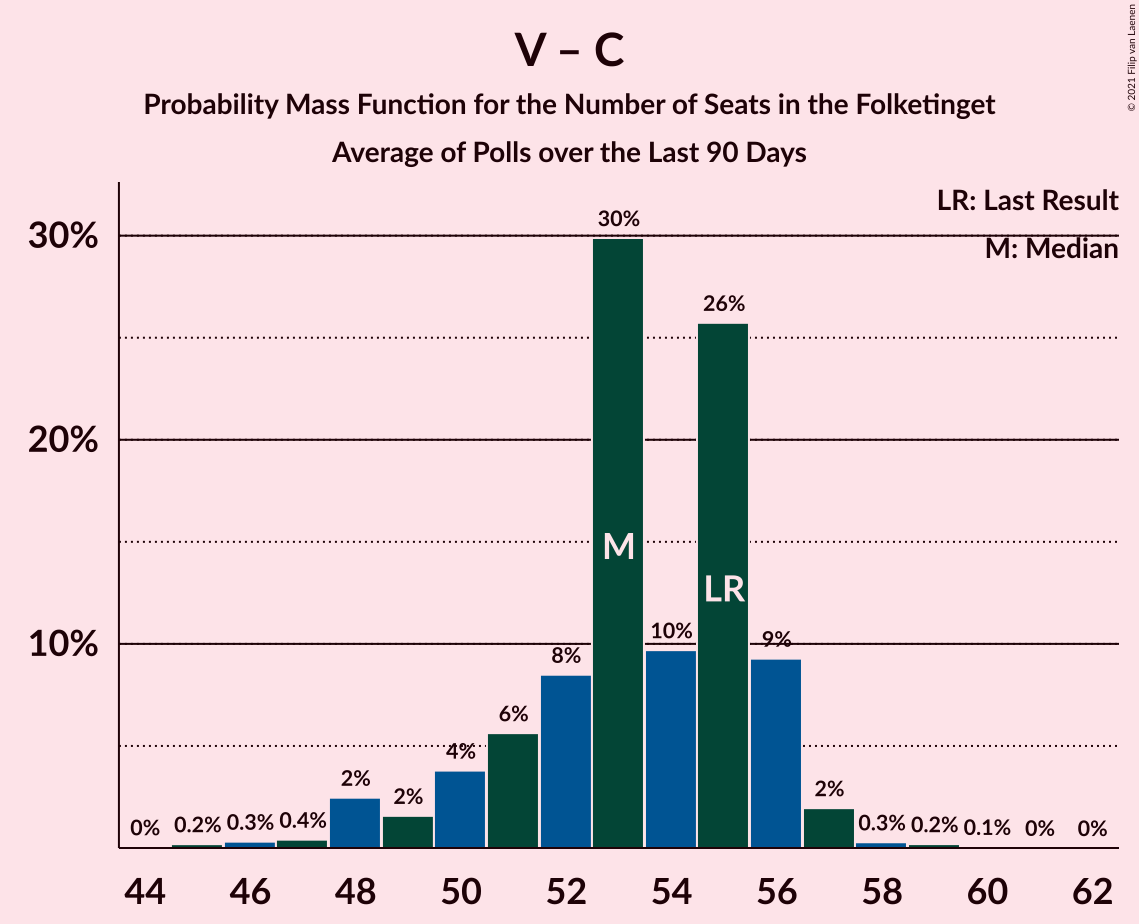 V – C
Probability Mass Function for the Number of Seats in the Folketinget
Average of Polls over the Last 90 Days
© 2021 Filip van Laenen
LR: Last Result
M: Median
30%
20%
10%
0%
0.2%
0.3%
0.4%
2%
2%
4%
6%
8%
30%
10%
26%
9%
2%
0.3%
0.2%
0.1%
0%
0%
M
LR
44 46 48 50 52 54 56 58 60 62